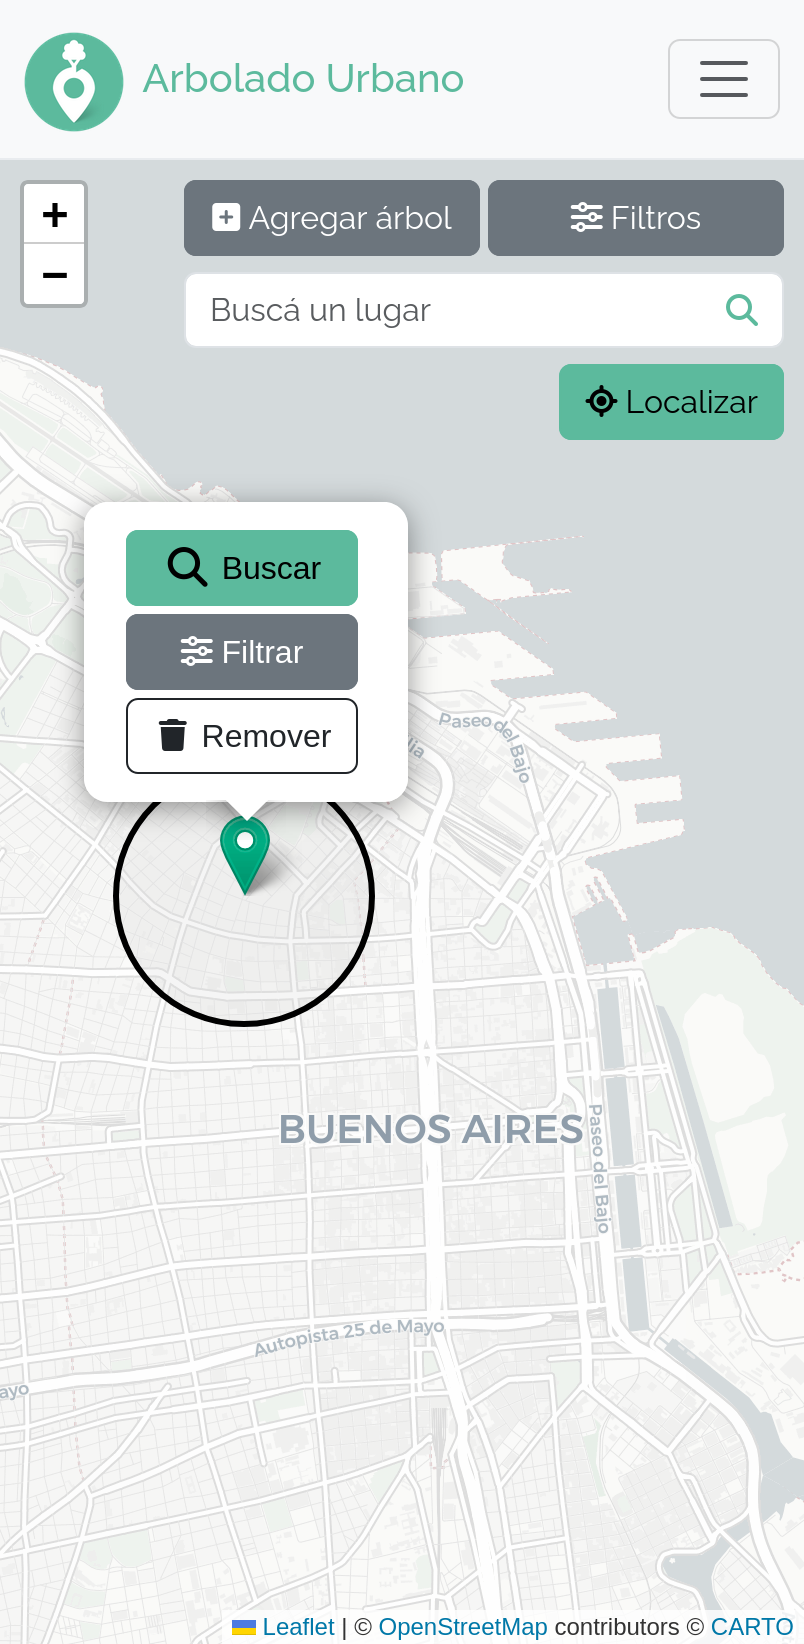 Arbolado Urbano
+
−
Agregar árbol
Filtros
Buscá un lugar
Localizar
Buscar
Filtrar
Remover
lia
Paseo del Bajo
BUENOS AIRES
Paseo del Bajo
Autopista 25 de Mayo
ayo
Leaflet | © OpenStreetMap contributors © CARTO